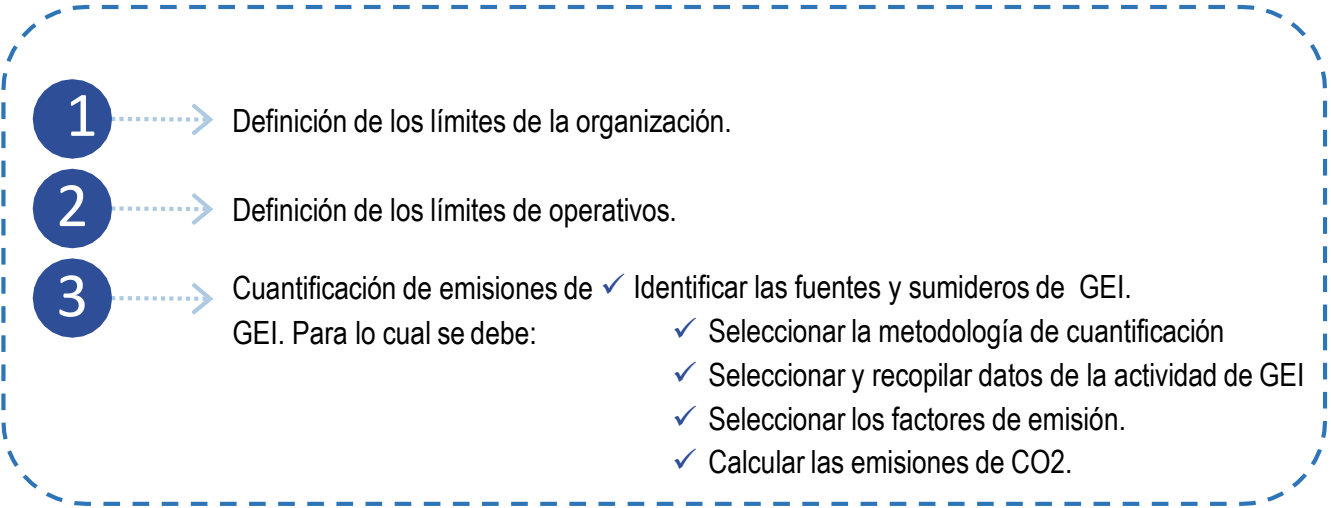 1
Definición de los límites de la organización.
2
Definición de los límites de operativos.
3
Cuantificación de emisiones de
GEI. Para lo cual se debe:
✓ Identificar las fuentes y sumideros de GEI.
✓ Seleccionar la metodología de cuantificación
✓ Seleccionar y recopilar datos de la actividad de GEI
✓ Seleccionar los factores de emisión.
✓ Calcular las emisiones de CO2.